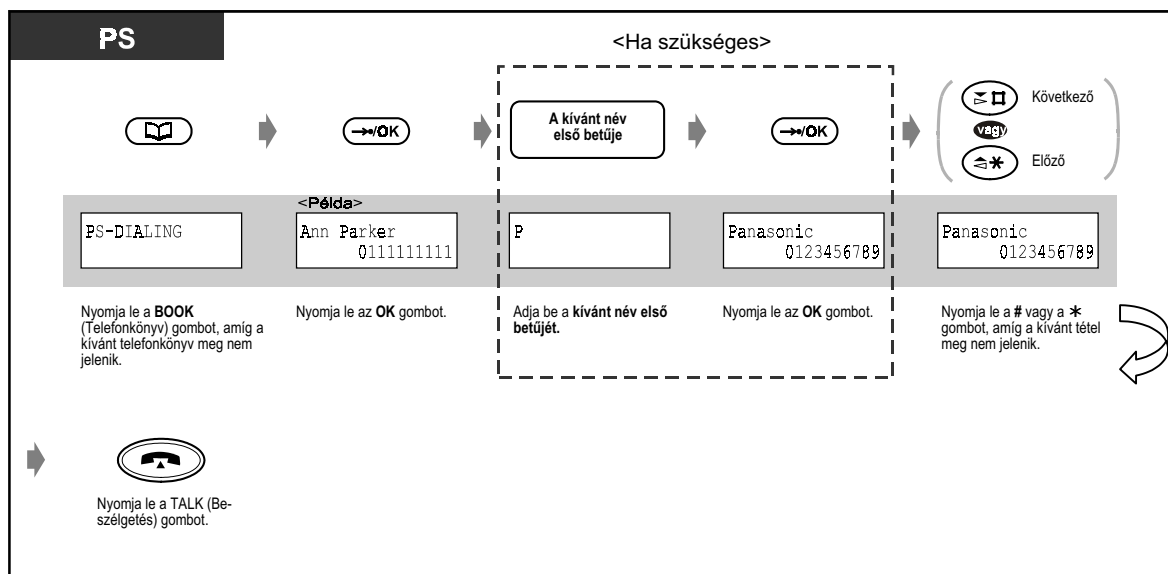 PS
<Ha szükséges>
→/OK
A kívánt név
első betűje
→/OK
Következő
vagy
Előző
<Példa>
PS-DIALING
Ann Parker
0111111111
P
Panasonic
0123456789
Panasonic
0123456789
Nyomja le a BOOK
(Telefonkönyv) gombot, amíg a
kívánt telefonkönyv meg nem
jelenik.
Nyomja le az OK gombot.
Adja be a kívánt név első
betűjét.
Nyomja le az OK gombot.
Nyomja le a # vagy a ✳
gombot, amíg a kívánt tétel
meg nem jelenik.
Nyomja le a TALK (Be-
szélgetés) gombot.